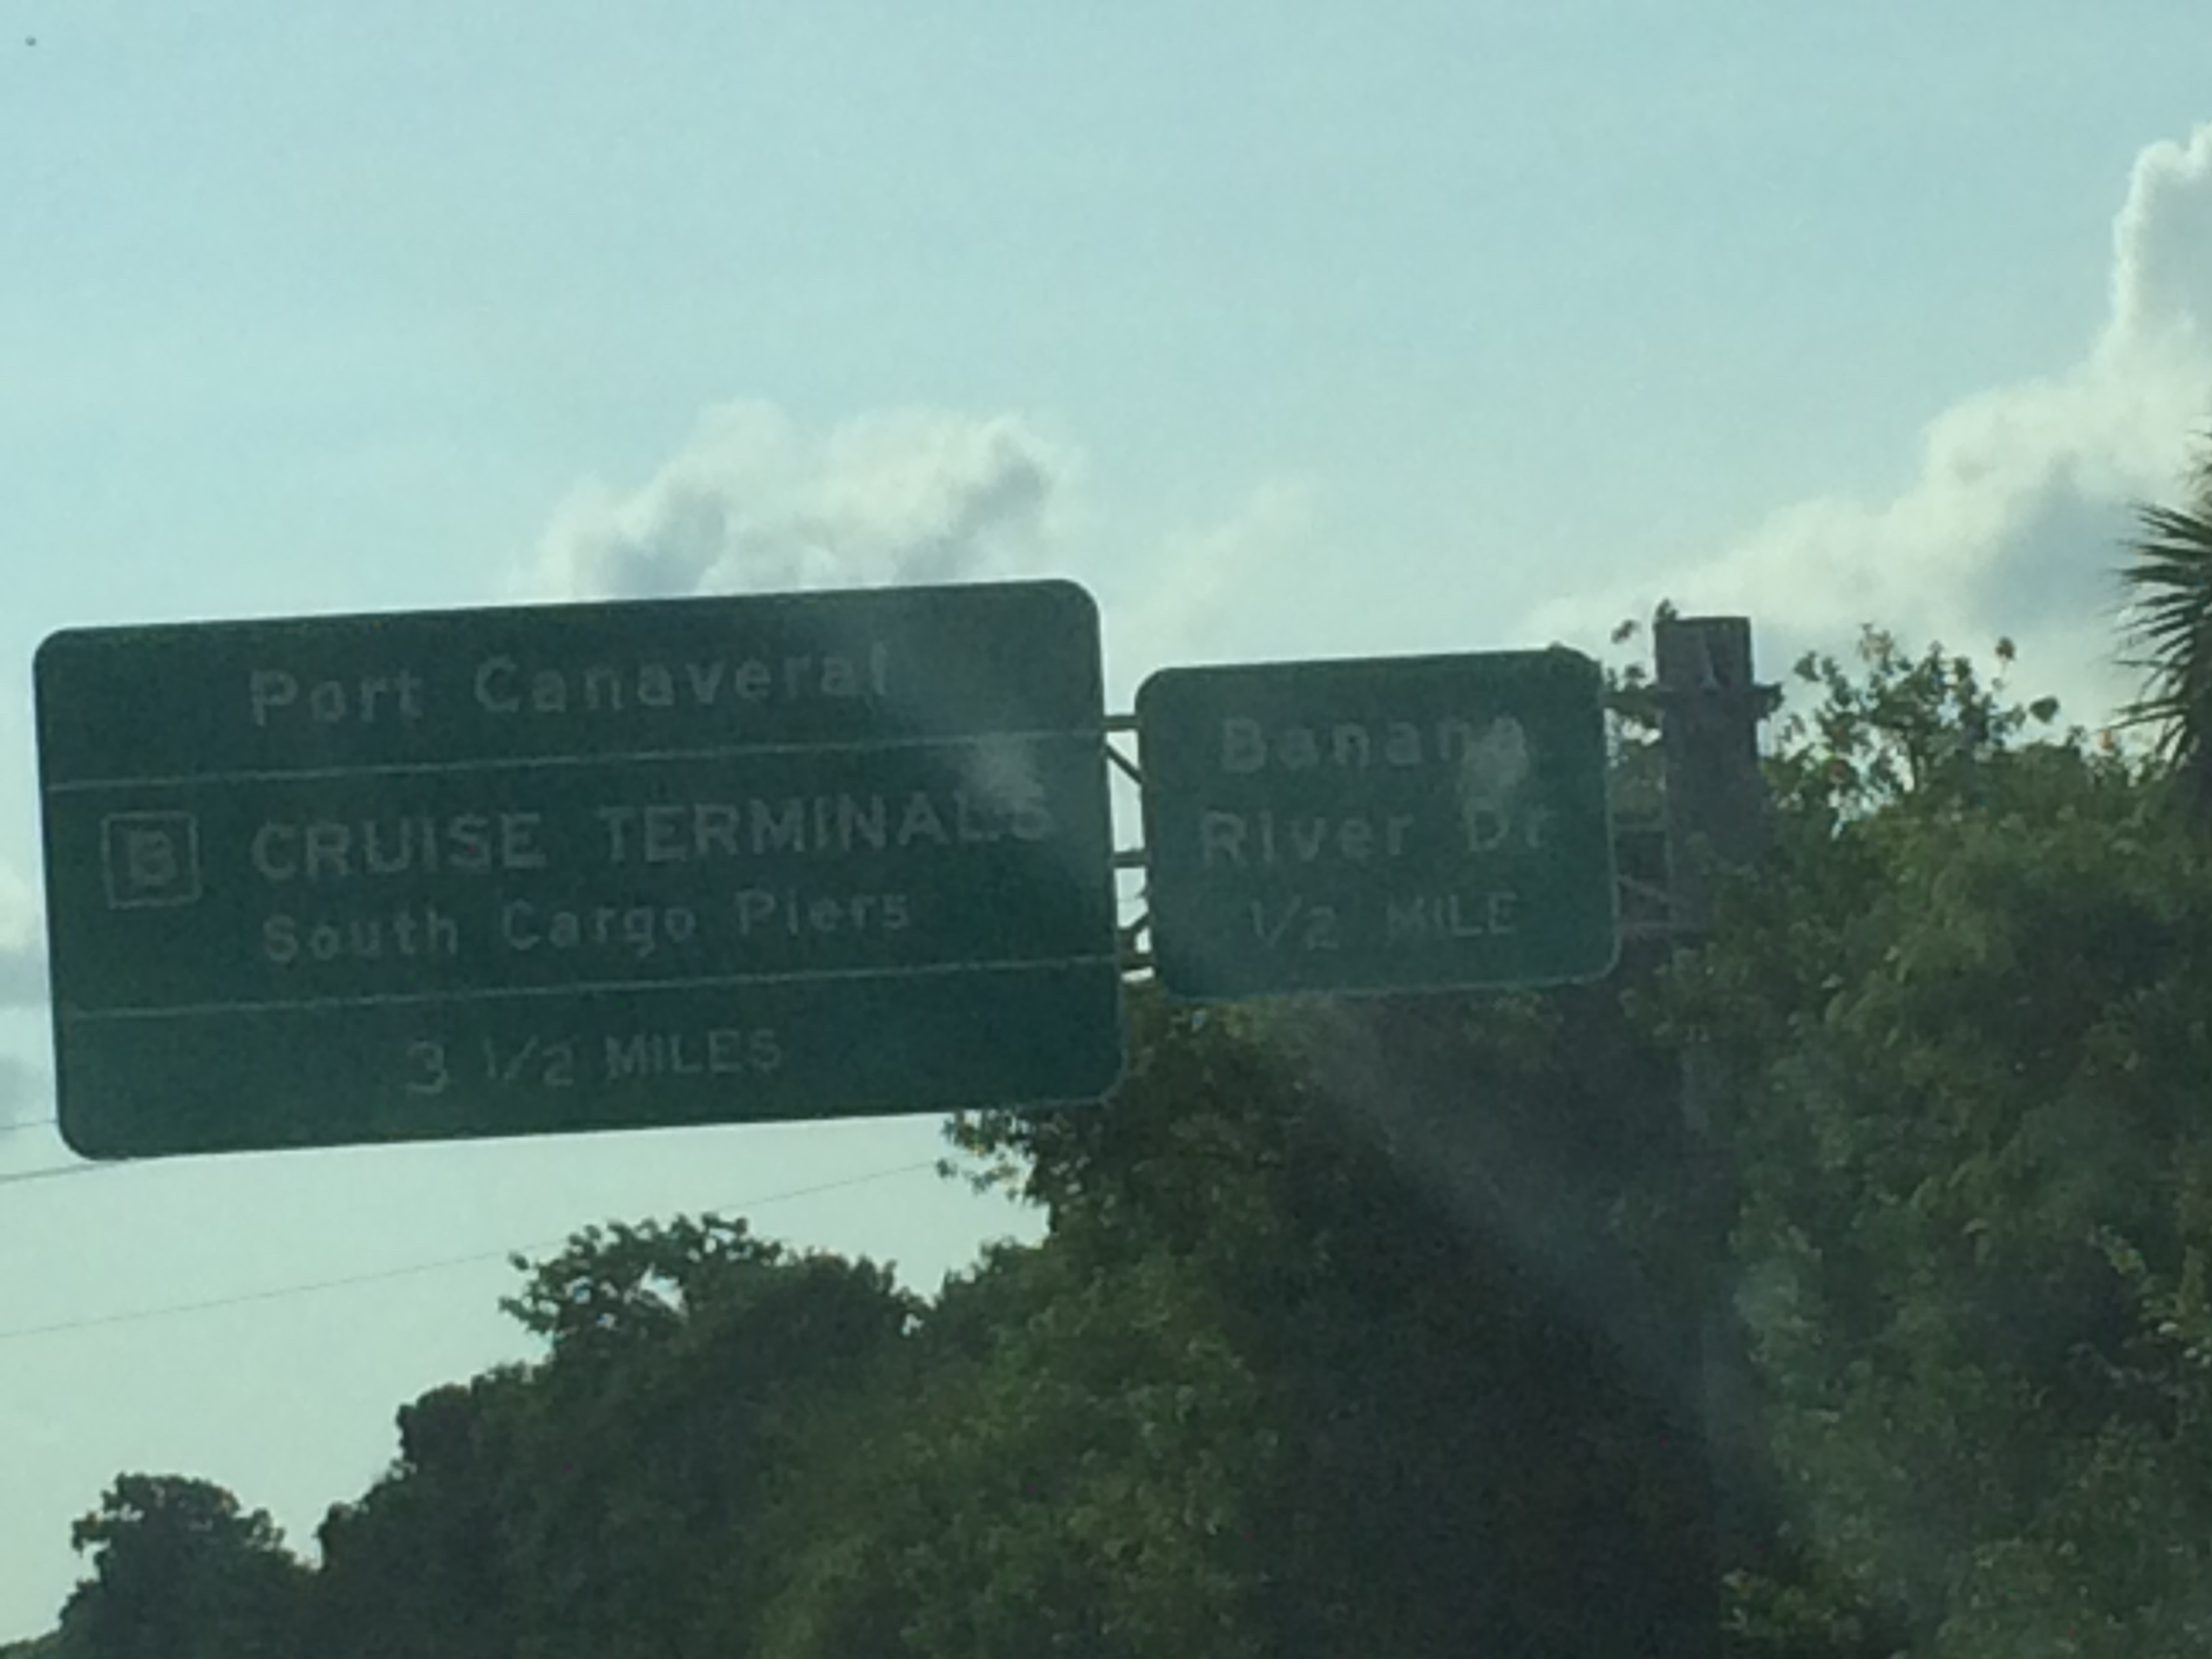 Port Canaveral
B CRUISE TERMINALS
South Cargo Piers
3 1/2 MILES
Banana
River Dr
1/2 MILE